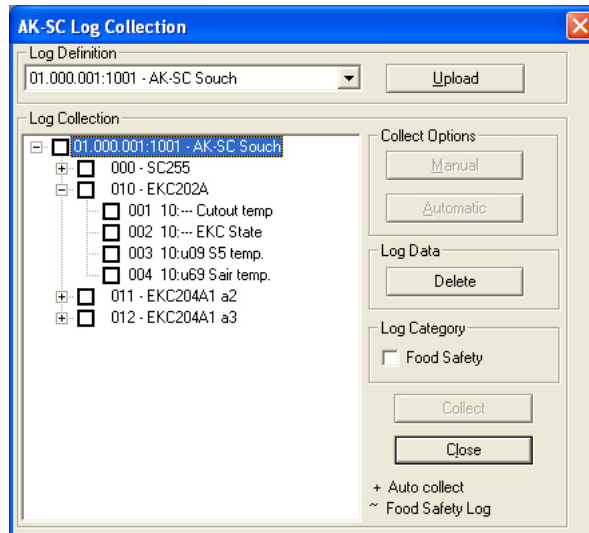 AK-SC Log Collection
Log Definition
01.000.001:1001 - AK-SC Souch
Upload
Log Collection
01.000.001:1001 - AK-SC Souch
000 - SC255
010 - EKC202A
001 10:--- Cutout temp
002 10:--- EKC State
003 10:u09 S5 temp.
004 10:u69 Sair temp.
011 - EKC204A1 a2
012 - EKC204A1 a3
Collect Options
Manual
Automatic
Log Data
Delete
Log Category
Food Safety
Collect
Close
+ Auto collect
~ Food Safety Log